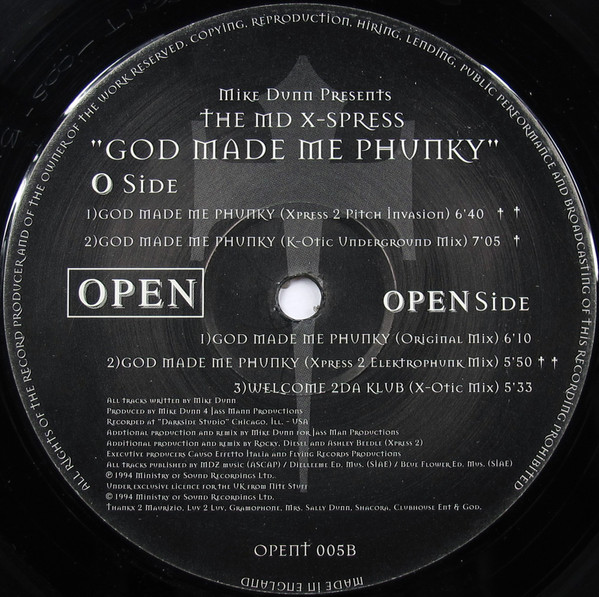 ALL RIGHTS OF THE RECORD PRODUCER AND OF THE OWNER OF THE WORK RESERVED. COPYING, REPRODUCTION, HIRING, LENDING, PUBLIC PERFORMANCE AND BROADCASTING OF THIS RECORDING PROHIBITED
Mike Dunn Presents
THE MD X-SPRESS
"GOD MADE ME PHUNKY"
O Side
1)GOD MADE ME PHUNKY (Xpress 2 Pitch Invasion) 6'40 † †
2)GOD MADE ME PHUNKY (K-Otic Underground Mix) 7'05 †
OPEN
OPEN Side
1)GOD MADE ME PHUNKY (Original Mix) 6'10
2)GOD MADE ME PHUNKY (Xpress 2 Elektrophunk Mix) 5'50 † †
3)WELCOME 2DA KLUB (X-Otic Mix) 5'33
All tracks written by Mike Dunn
Produced by Mike Dunn 4 Jass Mann Productions
Recorded at "Darkside Studio" Chicago, Ill. - USA
Addtional production and remix by Mike Dunn for Jass Man Productions
Additional production and remix by Rocky, Diesel and Ashley Beedle (Xpress 2)
Executive producers Causo Effetto Italia and Flying Records Productions
All tracks published by MDZ music (ASCAP) / Dielleme Ed. Mus. (SIAE) / Blue Flower Ed. Mus. (SIAE)
℗ 1994 Ministry of Sound Recordings Ltd.
Under exclusive licence for the UK from Nite Stuff
© 1994 Ministry of Sound Recordings Ltd.
Thankx 2 Maurizio, Luv 2 Luv, Gramophone, Mrs. Sally Dunn, Shacora, Clubhouse Ent & God.
OPENT 005B
MADE IN ENGLAND